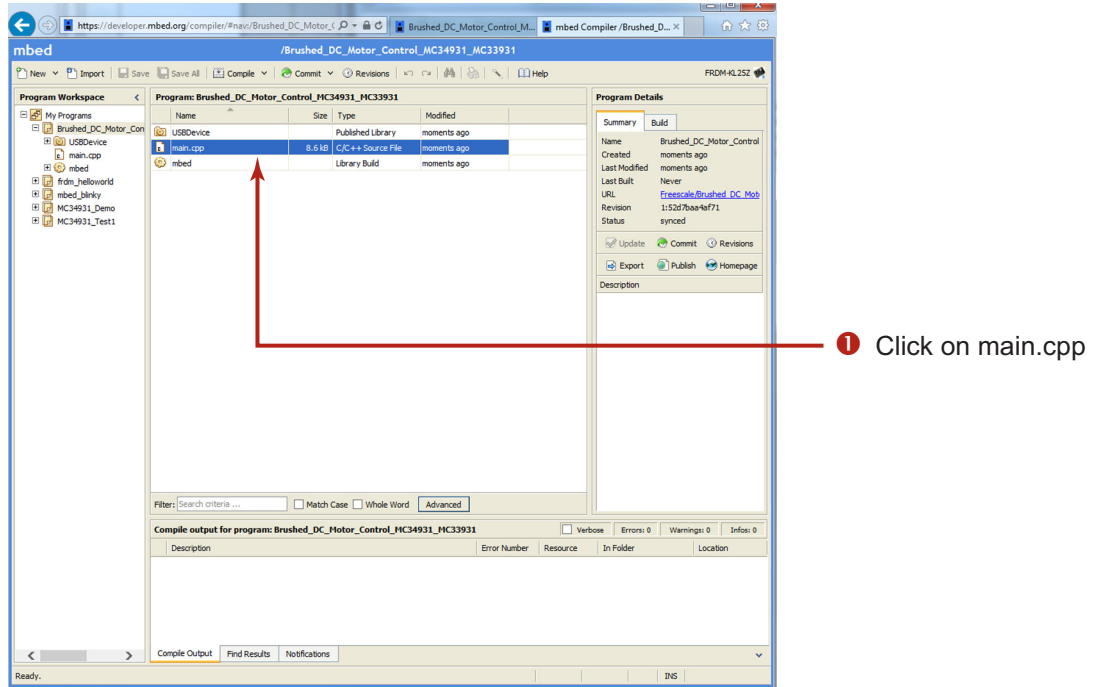 https://developer.mbed.org/compiler/#nav:/Brushed_DC_Motor_(
Brushed_DC_Motor_Control_M...
mbed Compiler /Brushed_D...
mbed
/Brushed_DC_Motor_Control_MC34931_MC33931
New Import Save Save All Compile Commit Revisions Help
FRDM-KL25Z
Program Workspace
My Programs
Brushed_DC_Motor_Con
USBDevice
main.cpp
mbed
frdm_helloworld
mbed_blinky
MC34931_Demo
MC34931_Test1
Program: Brushed_DC_Motor_Control_MC34931_MC33931
Name Size Type Modified
USBDevice Published Library moments ago
main.cpp 8.6 kB C/C++ Source File moments ago
mbed Library Build moments ago
Filter: Search criteria ... Match Case Whole Word Advanced
Program Details
Summary Build
Name Brushed_DC_Motor_Control
Created moments ago
Last Modified moments ago
Last Built Never
URL Freescale/Brushed_DC_Mot
Revision 1:52d7baa4af71
Status synced
Update Commit Revisions
Export Publish Homepage
Description
1 Click on main.cpp
Compile output for program: Brushed_DC_Motor_Control_MC34931_MC33931
Verbose Errors: 0 Warnings: 0 Infos: 0
Description Error Number Resource In Folder Location
Compile Output Find Results Notifications
Ready.
INS